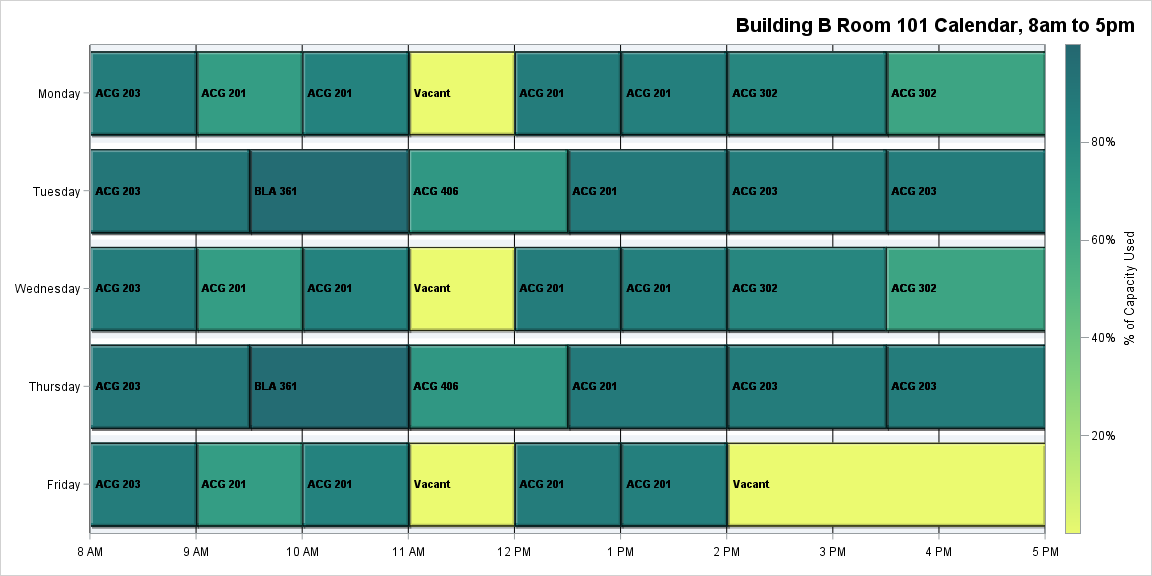 Building B Room 101 Calendar, 8am to 5pm
Monday
ACG 203 ACG 201 ACG 201 Vacant ACG 201 ACG 201 ACG 302 ACG 302
Tuesday
ACG 203 BLA 361 ACG 406 ACG 201 ACG 203 ACG 203
Wednesday
ACG 203 ACG 201 ACG 201 Vacant ACG 201 ACG 201 ACG 302 ACG 302
Thursday
ACG 203 BLA 361 ACG 406 ACG 201 ACG 203 ACG 203
Friday
ACG 203 ACG 201 ACG 201 Vacant ACG 201 ACG 201 Vacant
8 AM 9 AM 10 AM 11 AM 12 PM 1 PM 2 PM 3 PM 4 PM 5 PM
80%
60%
40%
20%
% of Capacity Used